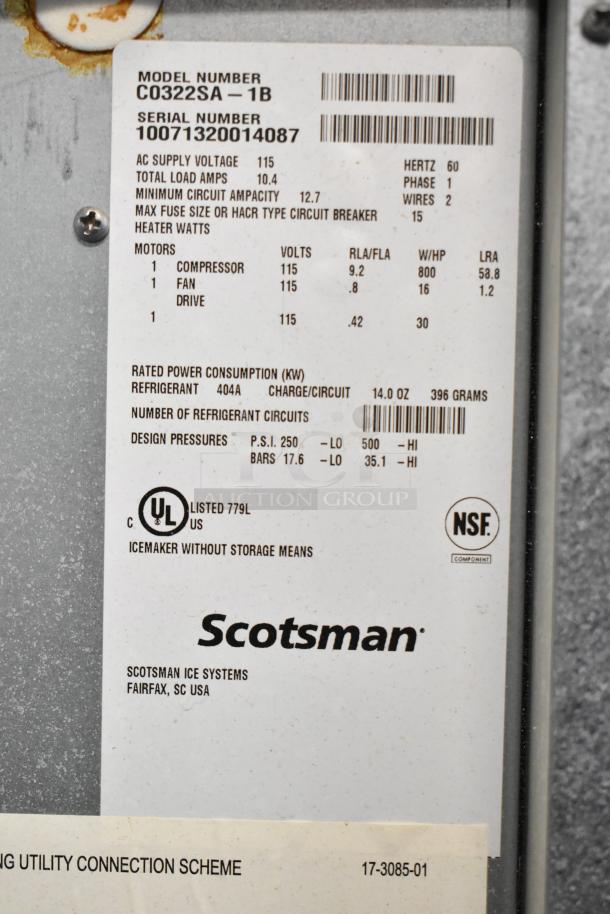 MODEL NUMBER
C0322SA – 1B
SERIAL NUMBER
10071320014087
AC SUPPLY VOLTAGE 115 HERTZ 60
TOTAL LOAD AMPS 10.4 PHASE 1
MINIMUM CIRCUIT AMPACITY 12.7 WIRES 2
MAX FUSE SIZE OR HACR TYPE CIRCUIT BREAKER 15
HEATER WATTS
MOTORS VOLTS RLA/FLA W/HP LRA
1 COMPRESSOR 115 9.2 800 58.8
1 FAN 115 .8 16 1.2
DRIVE
1 115 .42 30
RATED POWER CONSUMPTION (KW)
REFRIGERANT 404A CHARGE/CIRCUIT 14.0 OZ 396 GRAMS
NUMBER OF REFRIGERANT CIRCUITS
DESIGN PRESSURES P.S.I. 250 – LO 500 – HI
BARS 17.6 – LO 35.1 – HI
TCI
AUCTION GROUP
C UL US LISTED 779L
NSF.
COMPONENT
ICEMAKER WITHOUT STORAGE MEANS
Scotsman
SCOTSMAN ICE SYSTEMS
FAIRFAX, SC USA
NG UTILITY CONNECTION SCHEME 17-3085-01